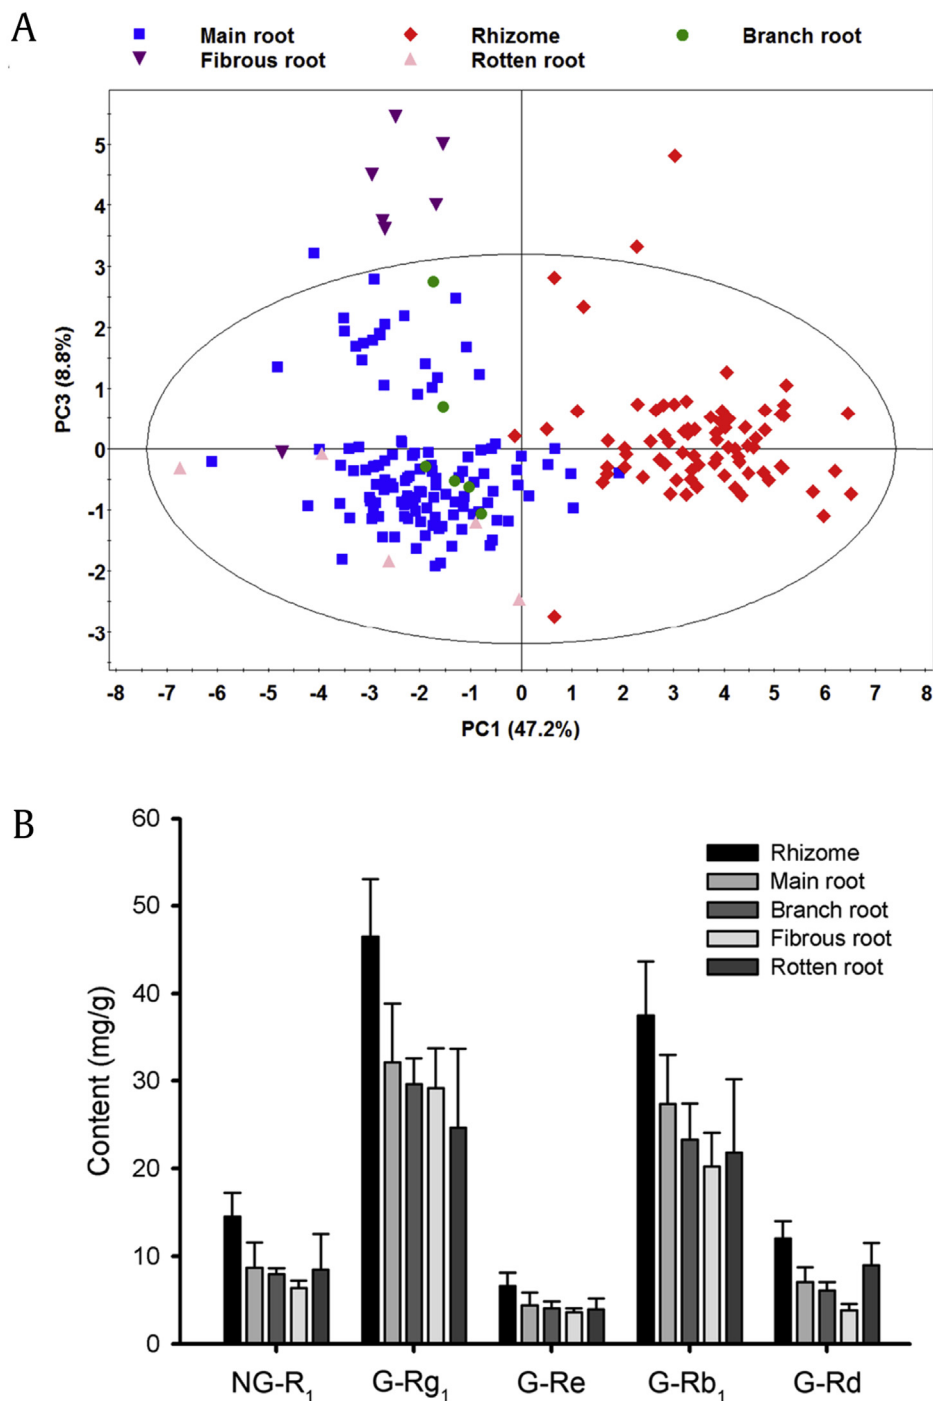 A
Main root
Rhizome
Branch root
Fibrous root
Rotten root
5
4
3
2
1
0
-1
-2
-3
PC3 (8.8%)
-8 -7 -6 -5 -4 -3 -2 -1 0 1 2 3 4 5 6 7 8
PC1 (47.2%)
B
60
50
40
30
20
10
0
Content (mg/g)
Rhizome
Main root
Branch root
Fibrous root
Rotten root
NG-R1 G-Rg1 G-Re G-Rb1 G-Rd